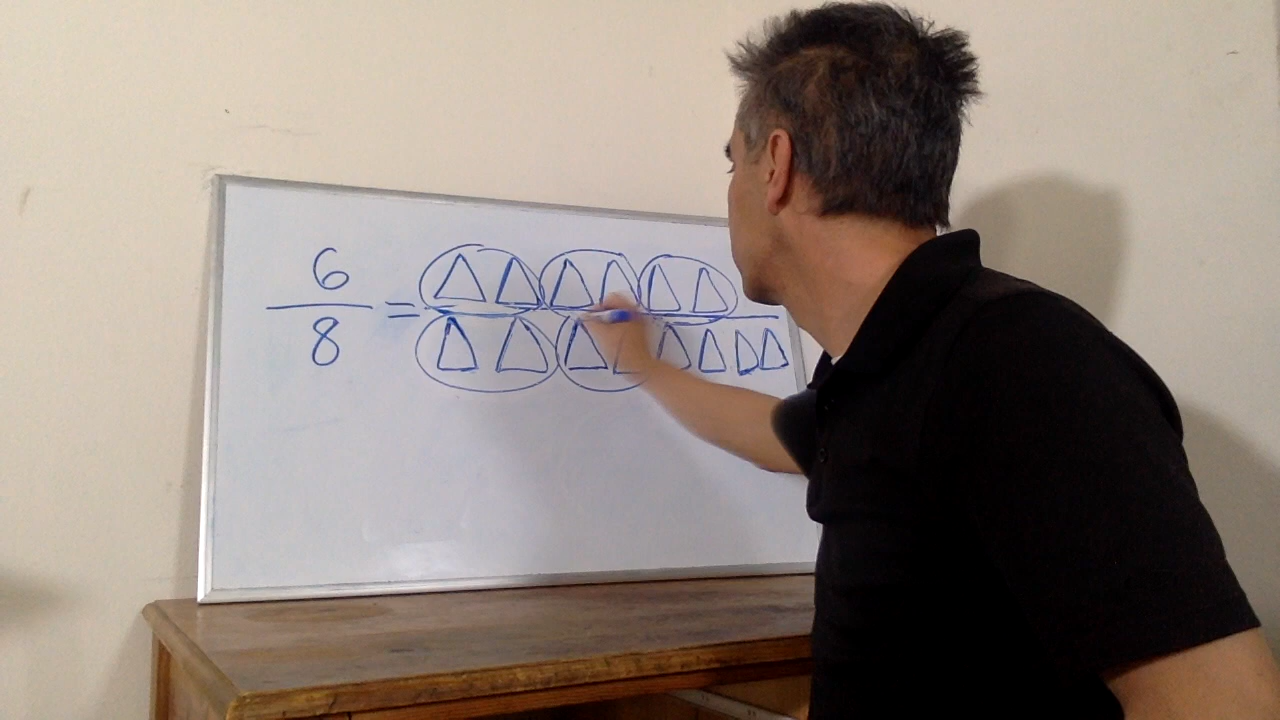 6
8 = △ △ △ △ △ △
△ △ △ △ △ △ △ △